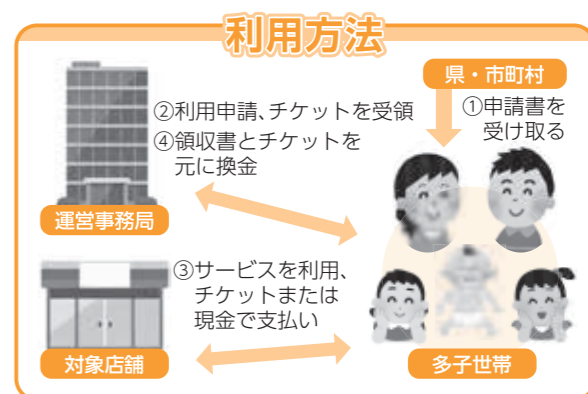 利用方法
県・市町村
①申請書を
受け取る
②利用申請、チケットを受領
④領収書とチケットを
元に換金
運営事務局
③サービスを利用、
チケットまたは
現金で支払い
対象店舗
多子世帯